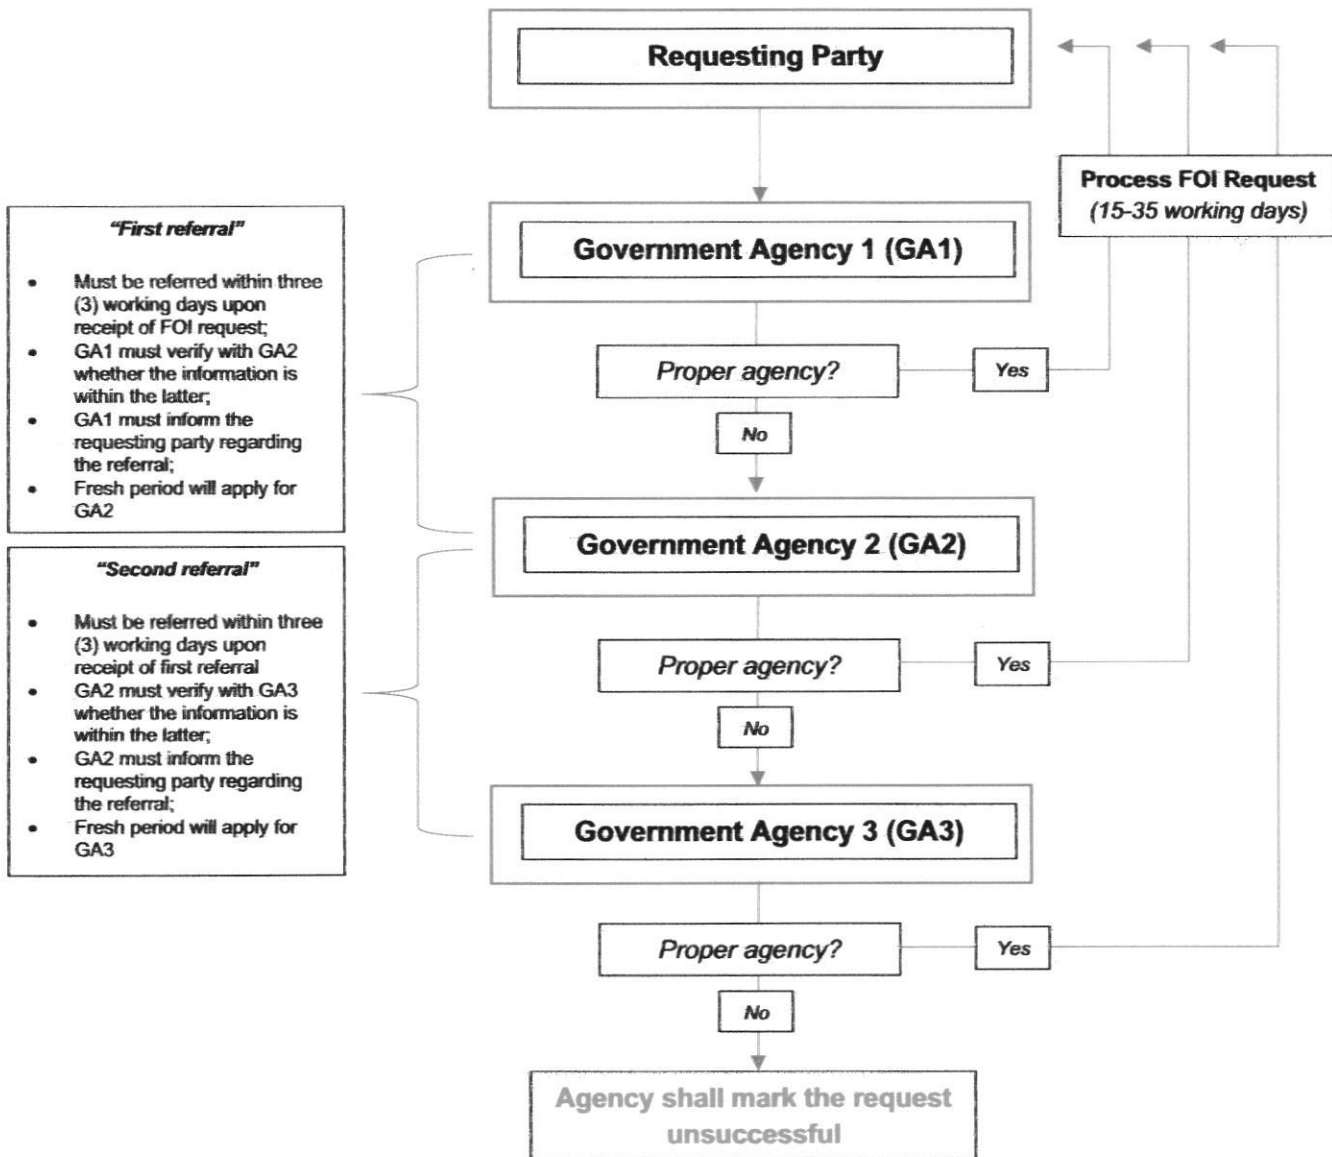 Requesting Party
Process FOI Request
(15-35 working days)
Government Agency 1 (GA1)
Proper agency?
Yes
No
“First referral”
• Must be referred within three
(3) working days upon
receipt of FOI request;
• GA1 must verify with GA2
whether the information is
within the latter;
• GA1 must inform the
requesting party regarding
the referral;
• Fresh period will apply for
GA2
Government Agency 2 (GA2)
Proper agency?
Yes
No
“Second referral”
• Must be referred within three
(3) working days upon
receipt of first referral
• GA2 must verify with GA3
whether the information is
within the latter;
• GA2 must inform the
requesting party regarding
the referral;
• Fresh period will apply for
GA3
Government Agency 3 (GA3)
Proper agency?
Yes
No
Agency shall mark the request
unsuccessful